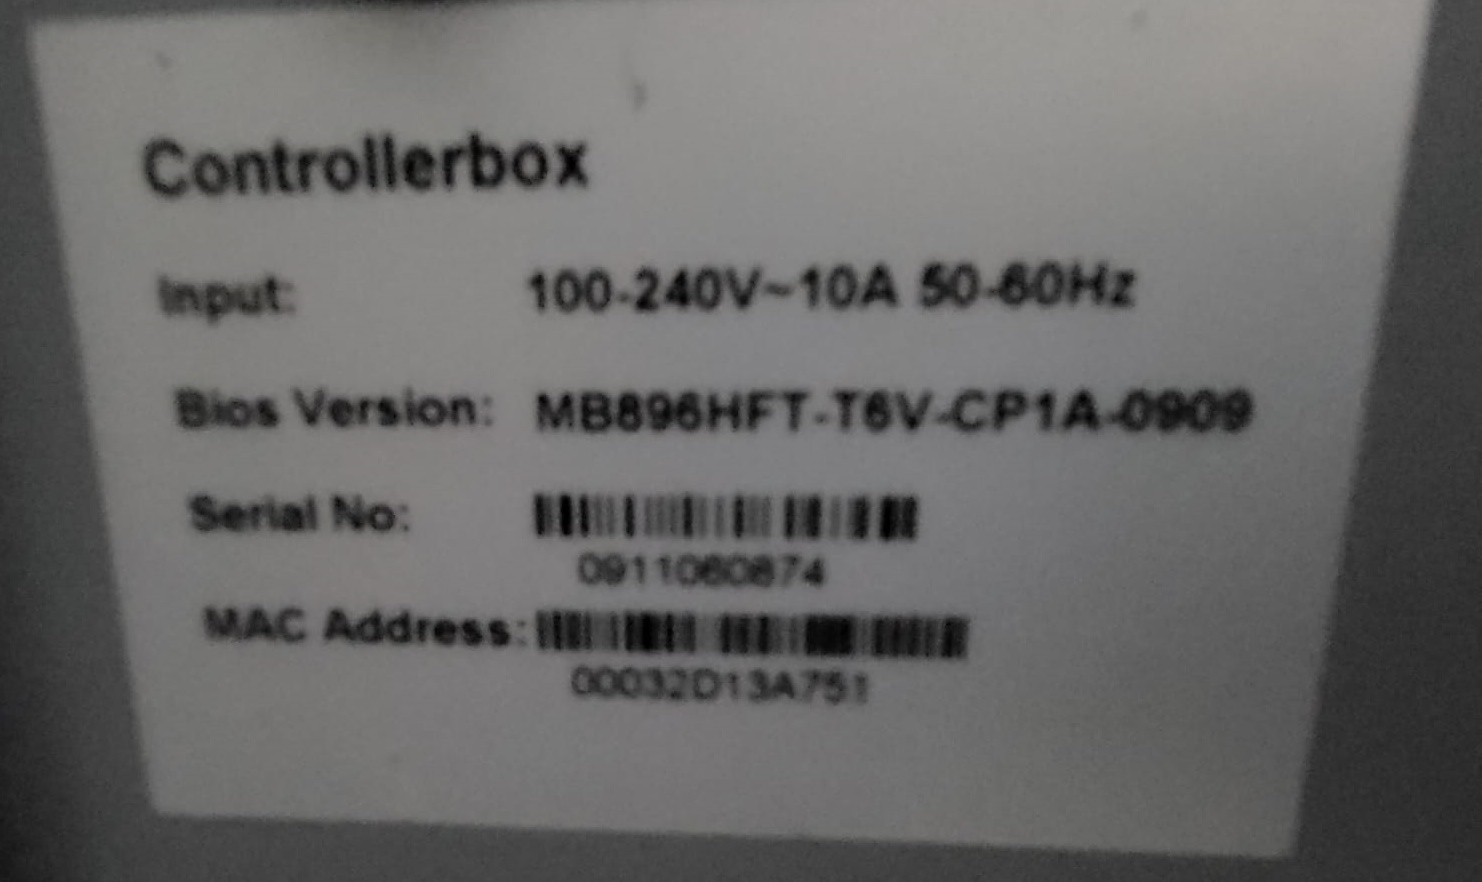 Controllerbox
Input: 100-240V~10A 50-60Hz
Bios Version: MB896HFT-T6V-CP1A-0909
Serial No:
0911060874
MAC Address:
00032D13A751